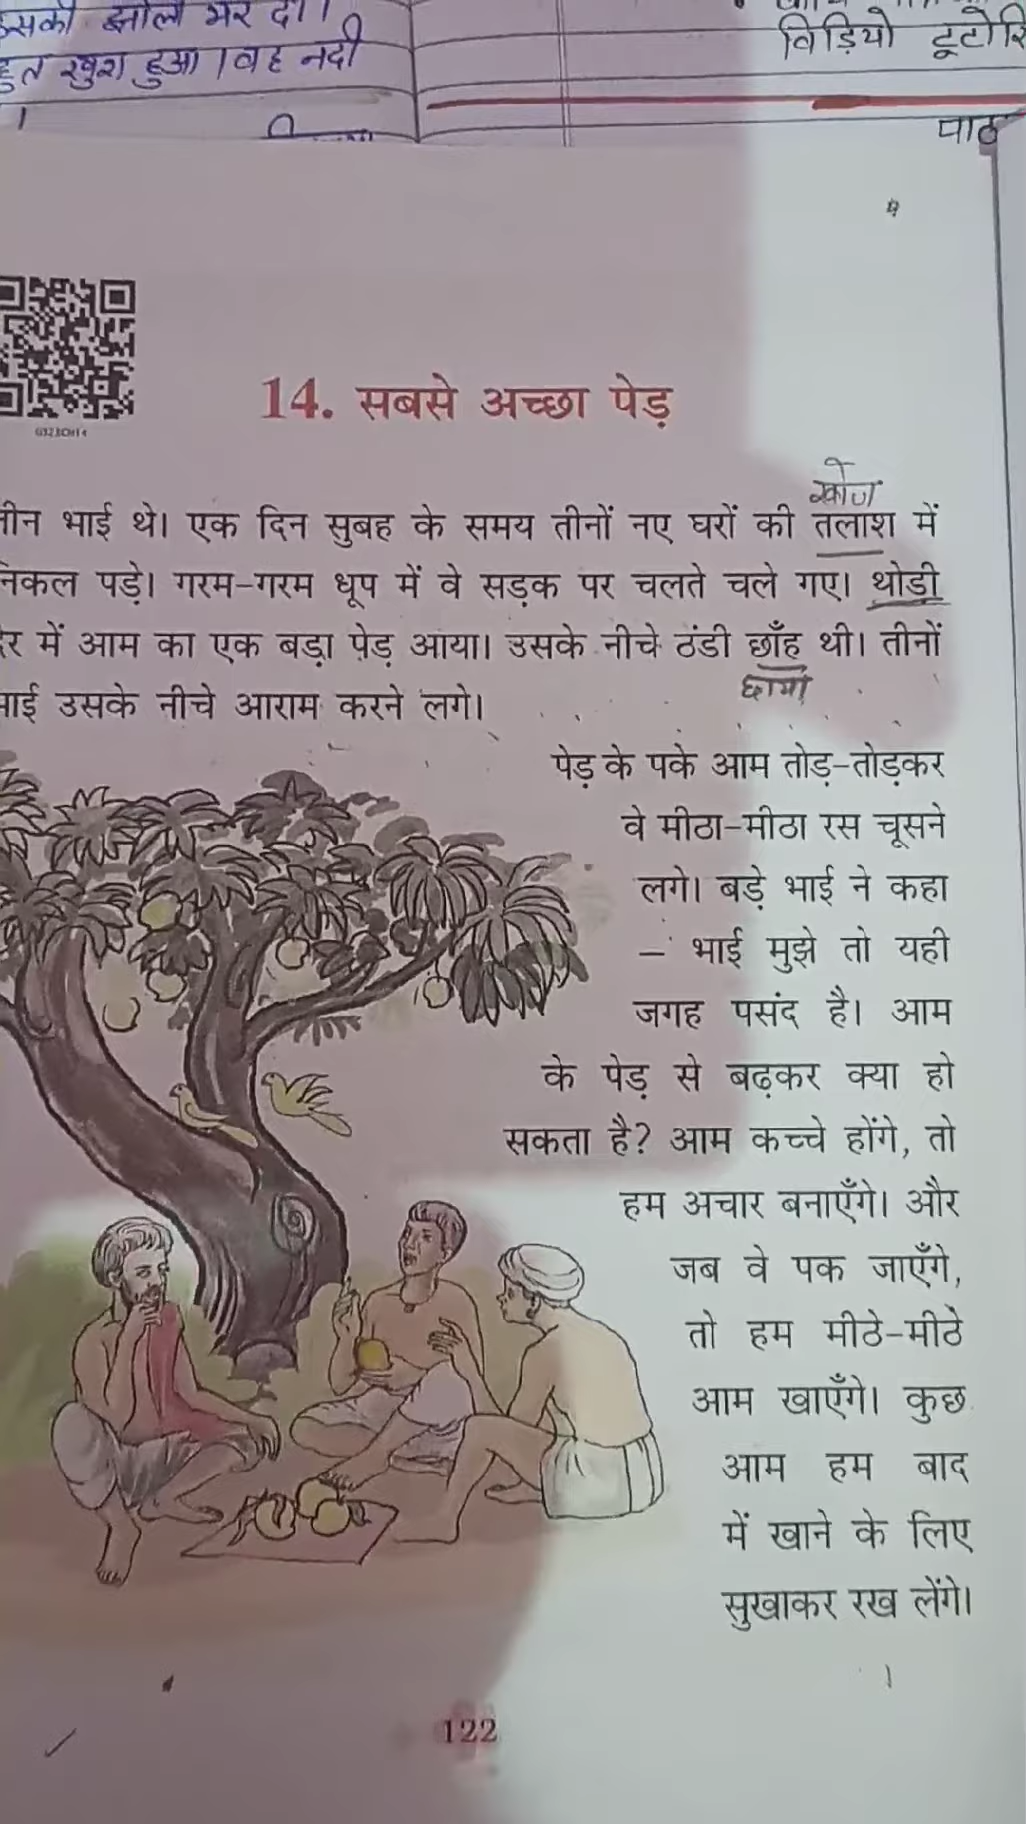 झोली भर दी।
खुश हुआ। वह नदी
विडियो
पाठ
14. सबसे अच्छा पेड़
खोज
भाई थे। एक दिन सुबह के समय तीनों नए घरों की तलाश में
पड़े। गरम-गरम धूप में वे सड़क पर चलते चले गए। थोडी
में आम का एक बड़ा पेड़ आया। उसके नीचे ठंडी छाँह थी। तीनों
छाया
उसके नीचे आराम करने लगे।
पेड़ के पके आम तोड़-तोड़कर
वे मीठा-मीठा रस चूसने
लगे। बड़े भाई ने कहा
– भाई मुझे तो यही
जगह पसंद है। आम
के पेड़ से बढ़कर क्या हो
सकता है? आम कच्चे होंगे, तो
हम अचार बनाएँगे। और
जब वे पक जाएँगे,
तो हम मीठे-मीठे
आम खाएँगे। कुछ
आम हम बाद
में खाने के लिए
सुखाकर रख लेंगे।
122